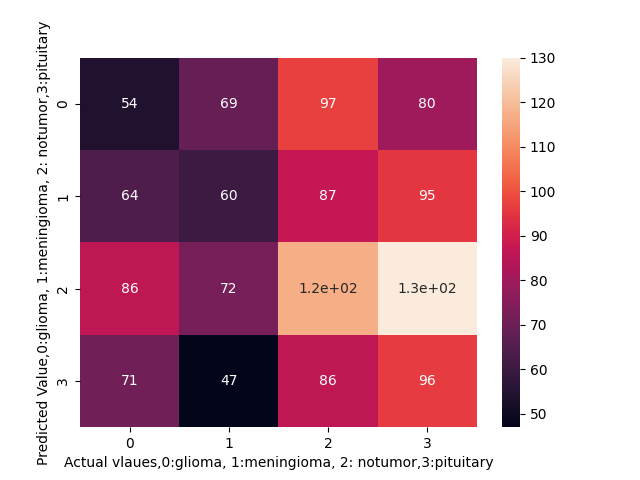 Predicted Value,0:glioma, 1:meningioma, 2: notumor,3:pituitary
0 54 69 97 80
1 64 60 87 95
2 86 72 1.2e+02 1.3e+02
3 71 47 86 96
0 1 2 3
Actual vlaues,0:glioma, 1:meningioma, 2: notumor,3:pituitary
130
120
110
100
90
80
70
60
50